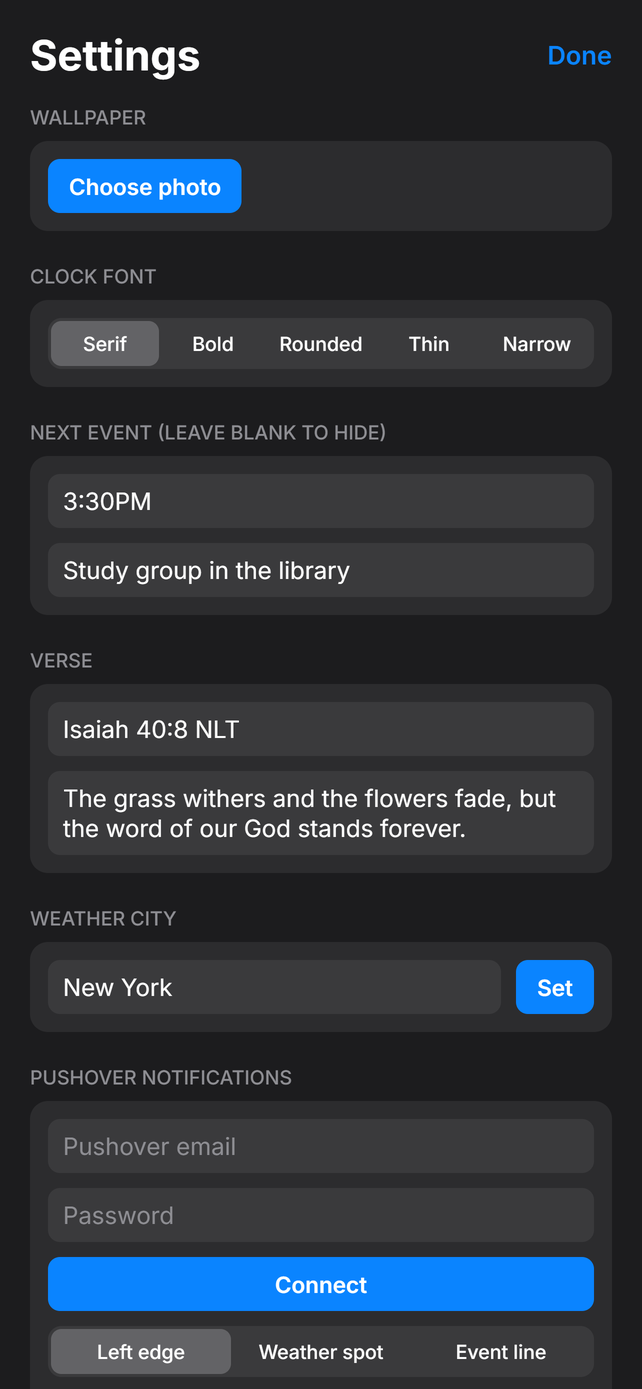 Settings
Done
WALLPAPER
Choose photo
CLOCK FONT
Serif Bold Rounded Thin Narrow
NEXT EVENT (LEAVE BLANK TO HIDE)
3:30PM
Study group in the library
VERSE
Isaiah 40:8 NLT
The grass withers and the flowers fade, but
the word of our God stands forever.
WEATHER CITY
New York
Set
PUSHOVER NOTIFICATIONS
Pushover email
Password
Connect
Left edge Weather spot Event line